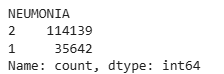 NEUMONIA
2    114139
1     35642
Name: count, dtype: int64